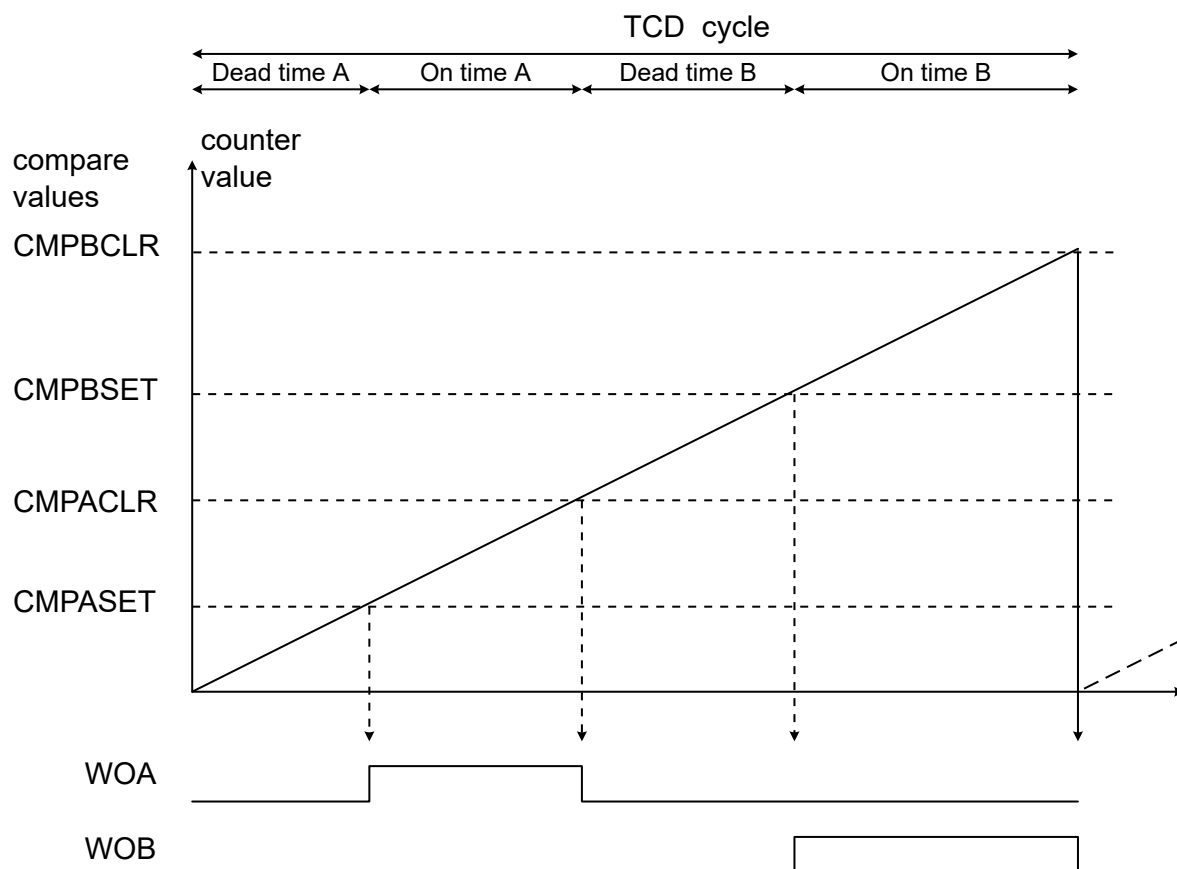 TCD cycle
Dead time A
On time A
Dead time B
On time B
compare
values
counter
value
CMPBCLR
CMPBSET
CMPACLR
CMPASET
WOA
WOB